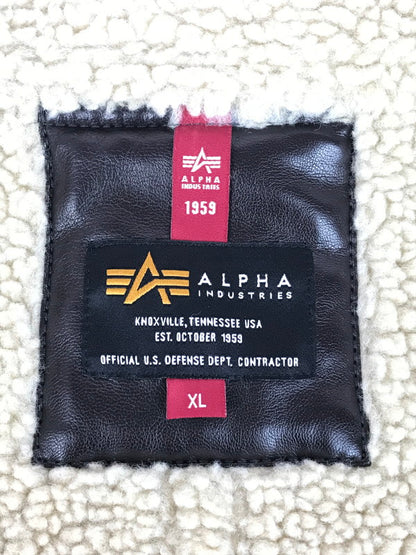 ALPHA
INDUSTRIES
1959
ALPHA
INDUSTRIES
KNOXVILLE, TENNESSEE USA
EST. OCTOBER 1959
OFFICIAL U.S. DEFENSE DEPT. CONTRACTOR
XL